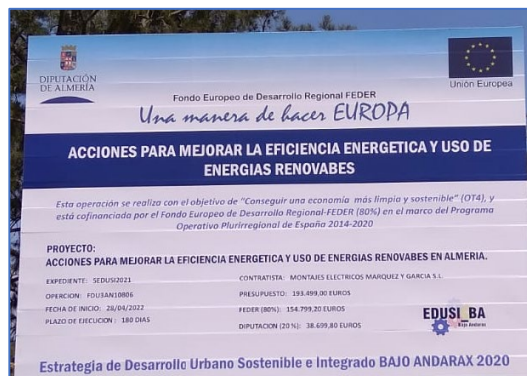 DIPUTACIÓN
DE ALMERÍA
Unión Europea
Fondo Europeo de Desarrollo Regional FEDER
Una manera de hacer EUROPA
ACCIONES PARA MEJORAR LA EFICIENCIA ENERGETICA Y USO DE
ENERGIAS RENOVABES
Esta operación se realiza con el objetivo de "Conseguir una economía más limpia y sostenible" (OT4), y
está cofinanciada por el Fondo Europeo de Desarrollo Regional-FEDER (80%) en el marco del Programa
Operativo Plurirregional de España 2014-2020
PROYECTO:
ACCIONES PARA MEJORAR LA EFICIENCIA ENERGETICA Y USO DE ENERGIAS RENOVABES EN ALMERIA.
EXPEDIENTE: SEDUSI2021
CONTRATISTA: MONTAJES ELECTRICOS MARQUEZ Y GARCIA S.L.
OPERCION: FDU3AN10806
PRESUPUESTO: 193.499,00 EUROS
FECHA DE INICIO: 28/04/2022
FEDER (80%): 154.799,20 EUROS
PLAZO DE EJECUCION: 180 DIAS
DIPUTACION (20%): 38.699,80 EUROS
EDUSI_BA
Bajo Andarax
Estrategia de Desarrollo Urbano Sostenible e Integrado BAJO ANDARAX 2020